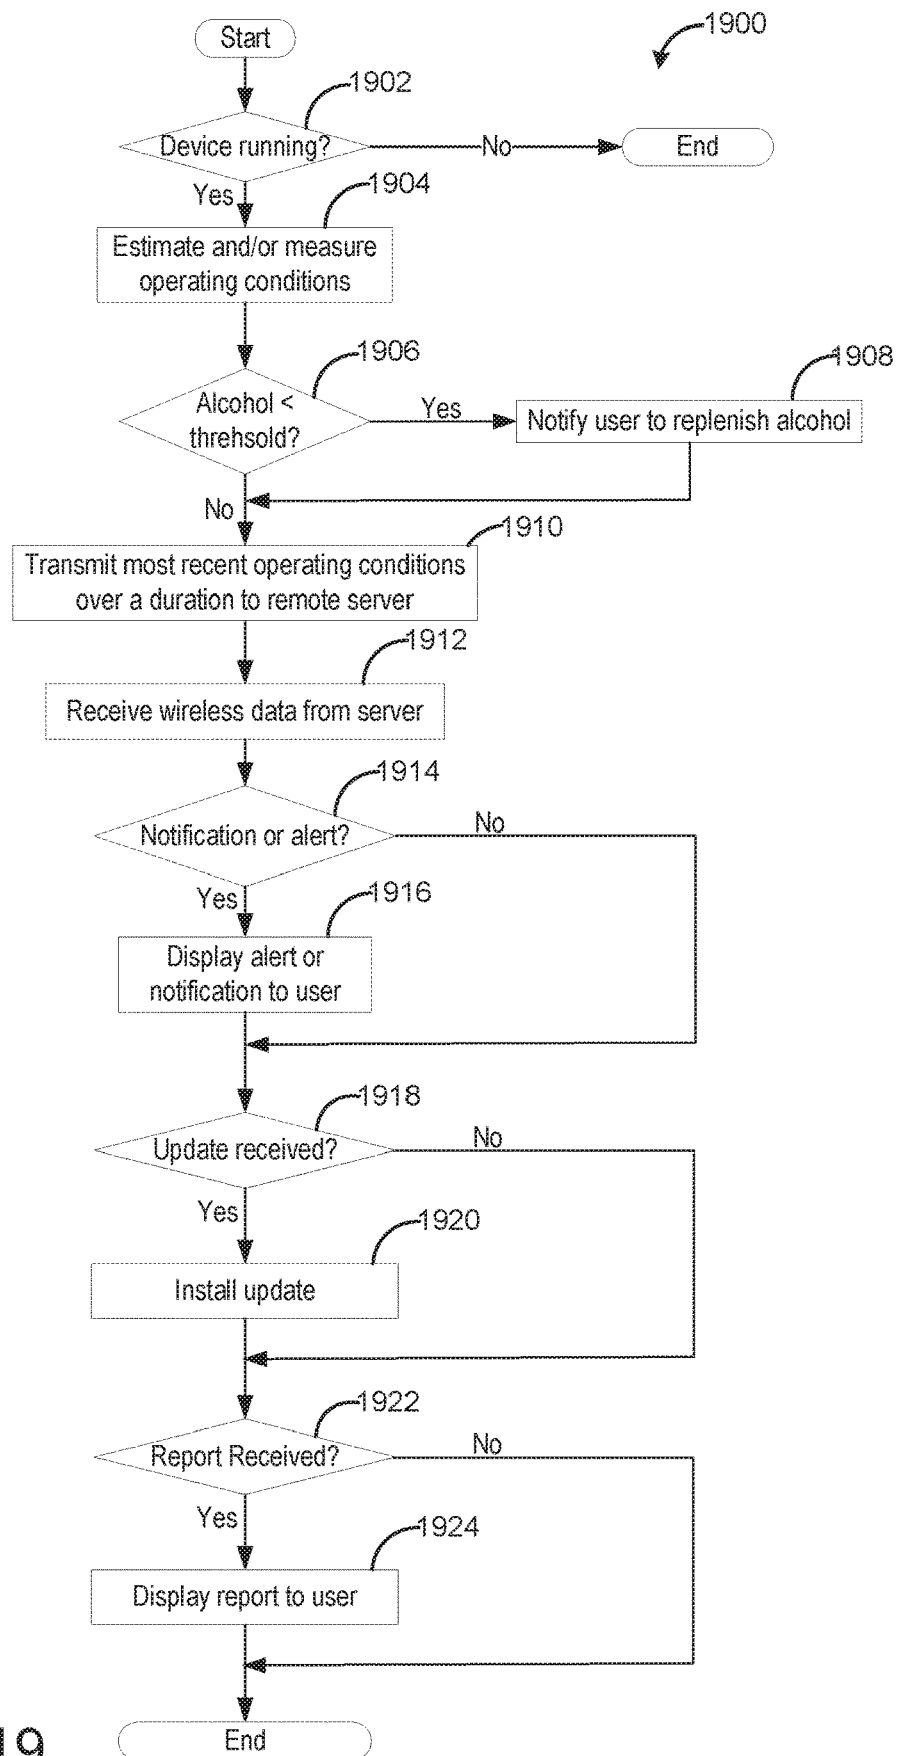 Start
1900
1902
Device running?
No
End
Yes
1904
Estimate and/or measure
operating conditions
1906
1908
Alcohol <
threhsold?
Yes
Notify user to replenish alcohol
No
1910
Transmit most recent operating conditions
over a duration to remote server
1912
Receive wireless data from server
1914
Notification or alert?
No
Yes
1916
Display alert or
notification to user
1918
Update received?
No
Yes
1920
Install update
1922
Report Received?
No
Yes
1924
Display report to user
End
19